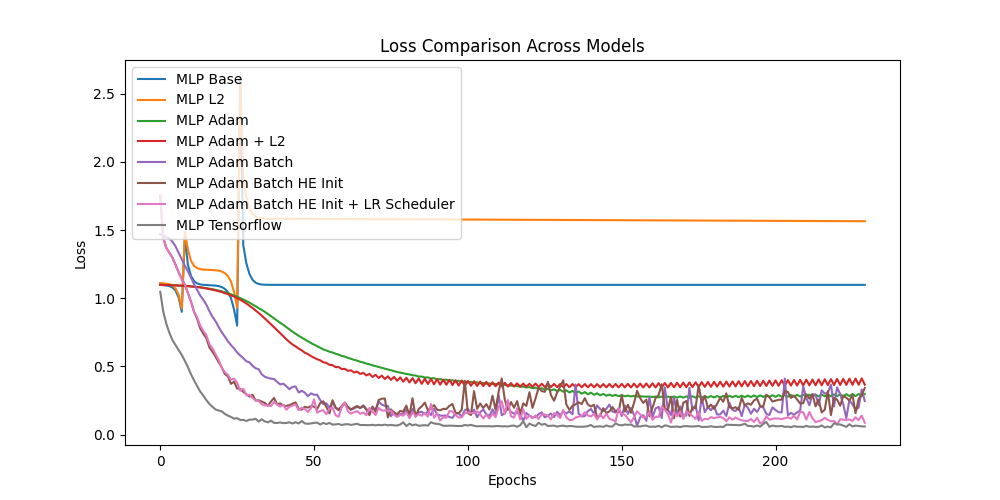 Loss Comparison Across Models
MLP Base
MLP L2
MLP Adam
MLP Adam + L2
MLP Adam Batch
MLP Adam Batch HE Init
MLP Adam Batch HE Init + LR Scheduler
MLP Tensorflow
2.5
2.0
1.5
1.0
0.5
0.0
Loss
0 50 100 150 200
Epochs